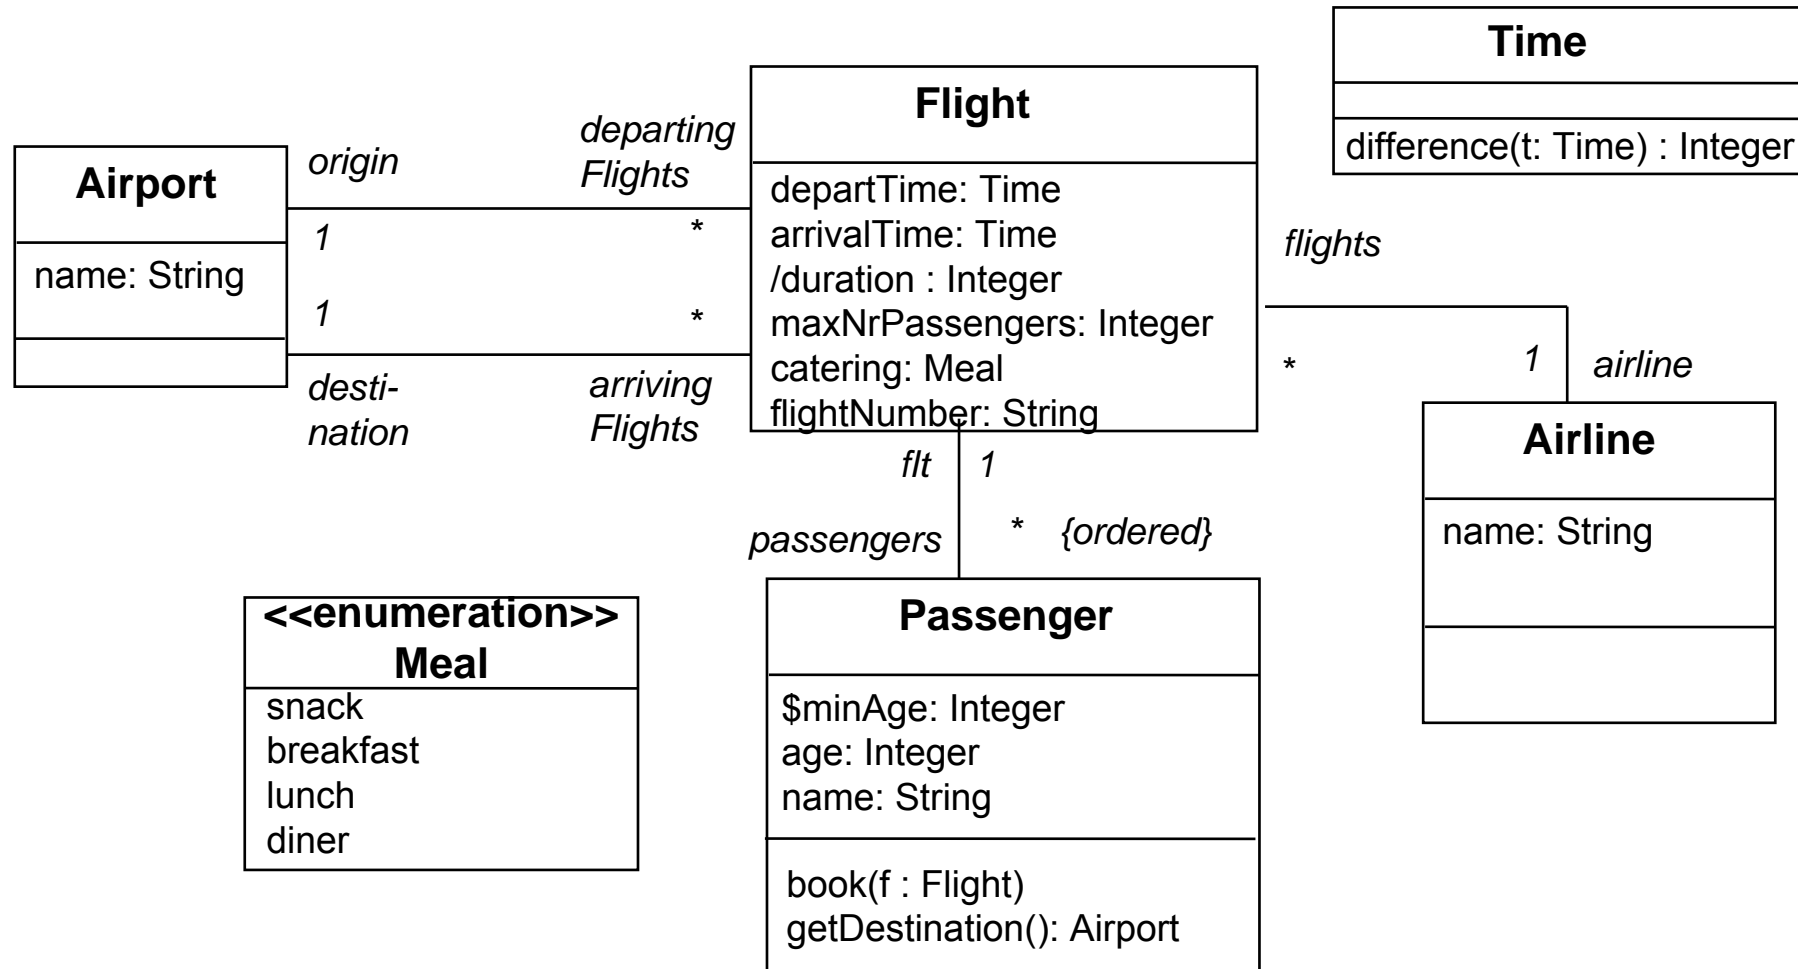 Time
difference(t: Time) : Integer
Flight
departTime: Time
arrivalTime: Time
/duration : Integer
maxNrPassengers: Integer
catering: Meal
flightNumber: String
Airport
name: String
origin
departing
Flights
1
*
1
*
desti-
nation
arriving
Flights
flights
*
1
airline
Airline
name: String
flt
1
passengers
*
{ordered}
<<enumeration>>
Meal
snack
breakfast
lunch
diner
Passenger
$minAge: Integer
age: Integer
name: String
book(f : Flight)
getDestination(): Airport